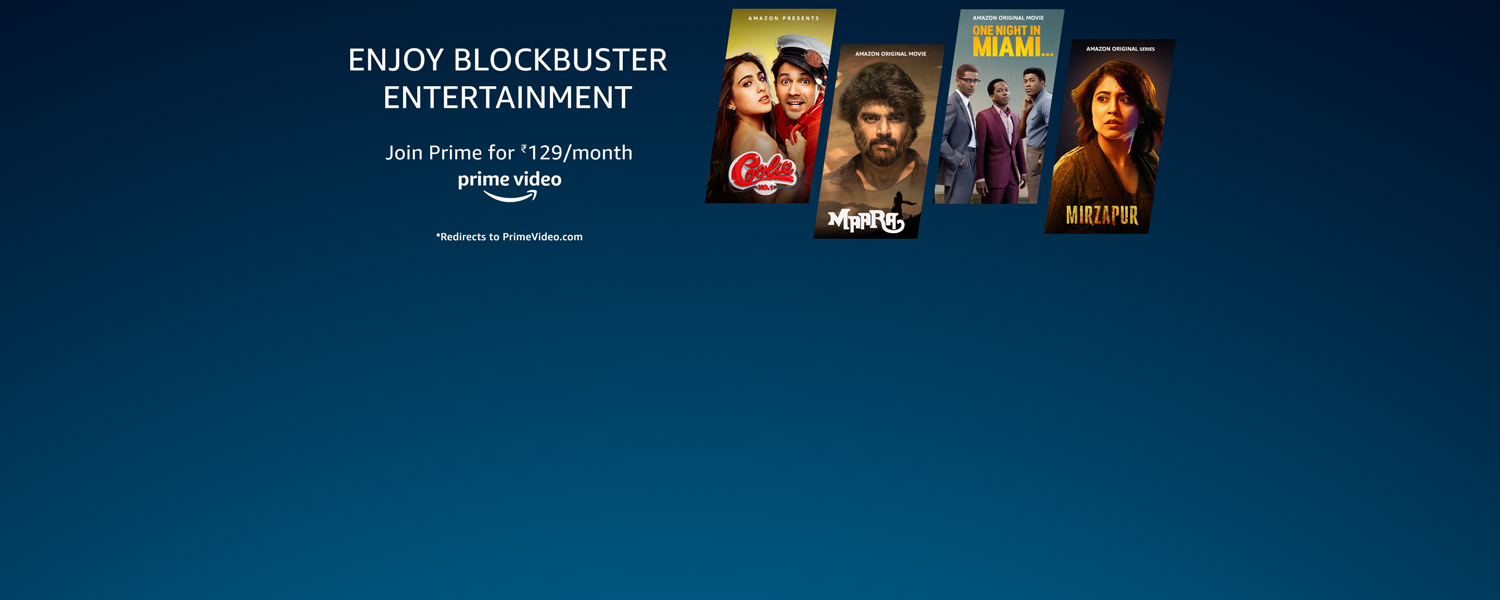 ENJOY BLOCKBUSTER
ENTERTAINMENT
Join Prime for ₹129/month
prime video
*Redirects to PrimeVideo.com
AMAZON PRESENTS
Coolie
NO. 1
AMAZON ORIGINAL MOVIE
MAARA
AMAZON ORIGINAL MOVIE
ONE NIGHT IN
MIAMI...
AMAZON ORIGINAL SERIES
MIRZAPUR